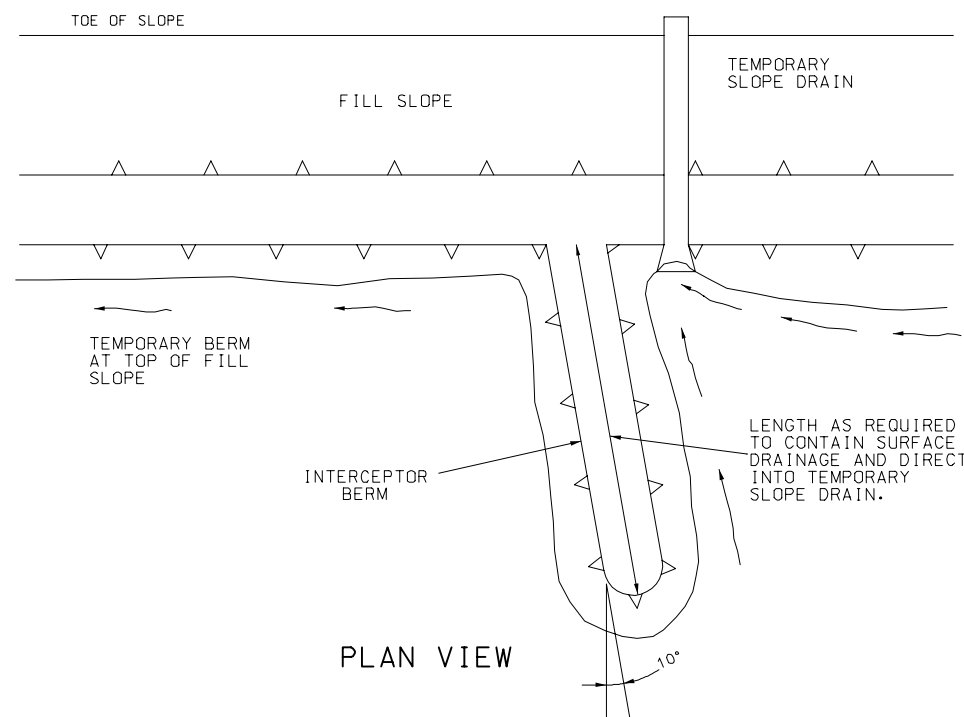 TOE OF SLOPE
TEMPORARY
SLOPE DRAIN
FILL SLOPE
TEMPORARY BERM
AT TOP OF FILL
SLOPE
LENGTH AS REQUIRED
TO CONTAIN SURFACE
DRAINAGE AND DIRECT
INTO TEMPORARY
SLOPE DRAIN.
INTERCEPTOR
BERM
PLAN VIEW
10°